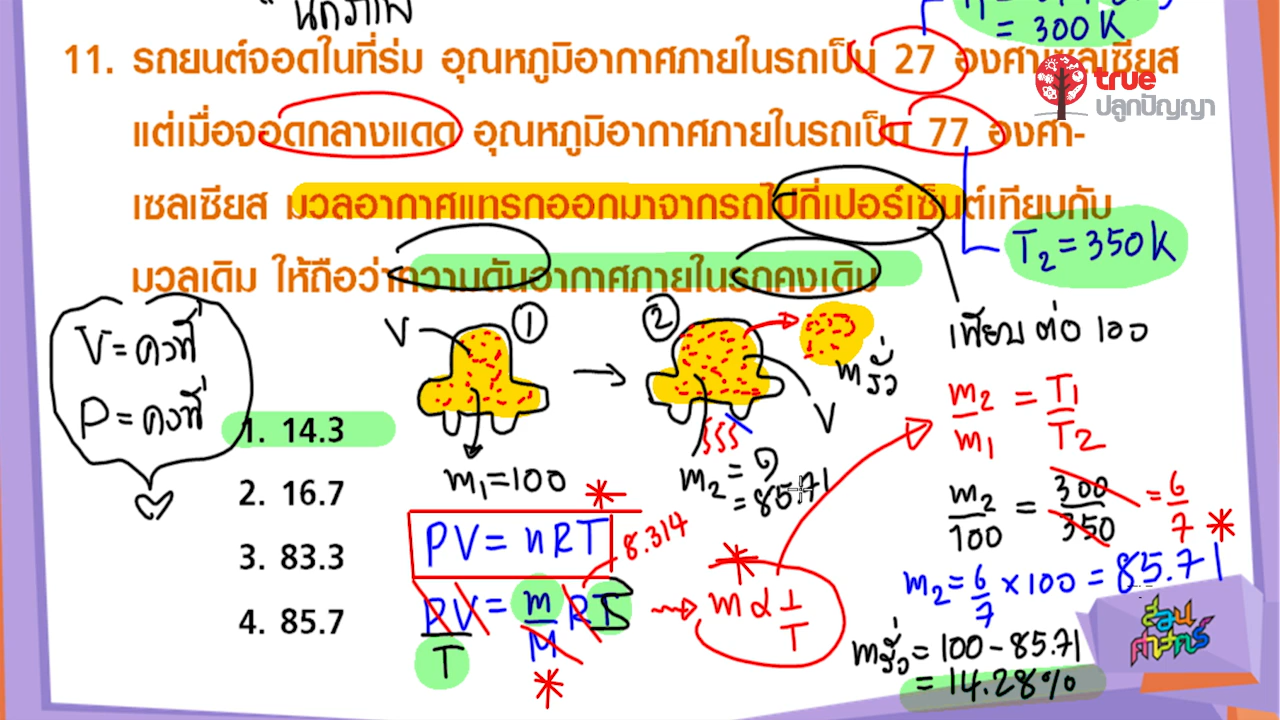 = 300 K
11. รถยนต์จอดในที่ร่ม อุณหภูมิอากาศภายในรถเป็น 27 องศาเซลเซียส
true
ปลูกปัญญา
แต่เมื่อจอดกลางแดด อุณหภูมิอากาศภายในรถเป็น 77 องศา-
เซลเซียส มวลอากาศแทรกออกมาจากรถไปกี่เปอร์เซ็นต์เทียบกับ
T₂ = 350 K
มวลเดิม ให้ถือว่าความดันอากาศภายในรถคงเดิม
V = คงที่
P = คงที่
V ①
② V
m รั่ว
เทียบ ต่อ 100
1. 14.3
2. 16.7
3. 83.3
4. 85.7
m₁ = 100
m₂ = ?
= 85.71
PV = nRT
8.314
PV/T = m/M RT
m α 1/T
m₂/m₁ = T₁/T₂
m₂/100 = 300/350 = 6/7
m₂ = 6/7 × 100 = 85.71
m รั่ว = 100 - 85.71
= 14.28%
สอนศาสตร์